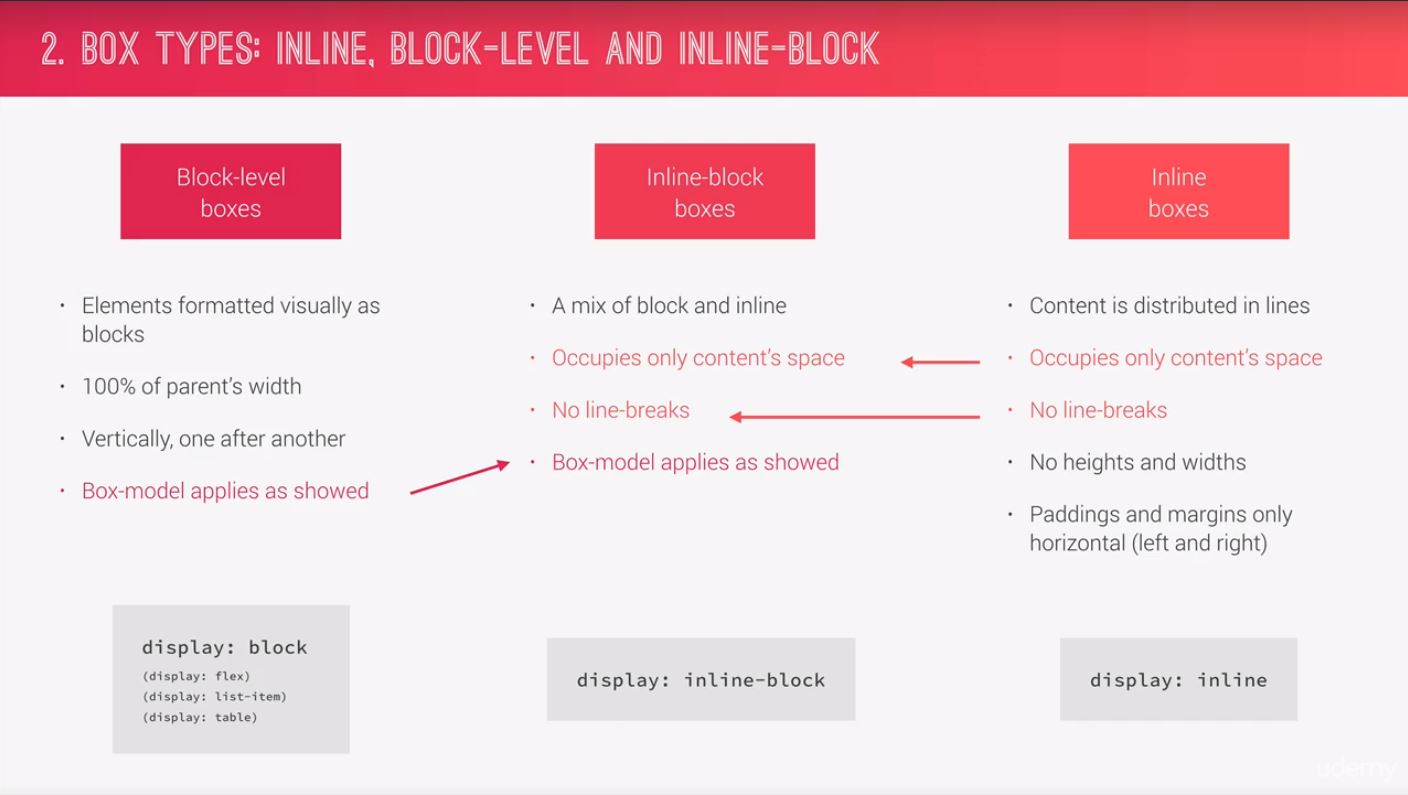 2. BOX TYPES: INLINE, BLOCK-LEVEL AND INLINE-BLOCK
Block-level
boxes
• Elements formatted visually as
blocks
• 100% of parent's width
• Vertically, one after another
• Box-model applies as showed
display: block
(display: flex)
(display: list-item)
(display: table)
Inline-block
boxes
• A mix of block and inline
• Occupies only content's space
• No line-breaks
• Box-model applies as showed
display: inline-block
Inline
boxes
• Content is distributed in lines
• Occupies only content's space
• No line-breaks
• No heights and widths
• Paddings and margins only
horizontal (left and right)
display: inline
udemy